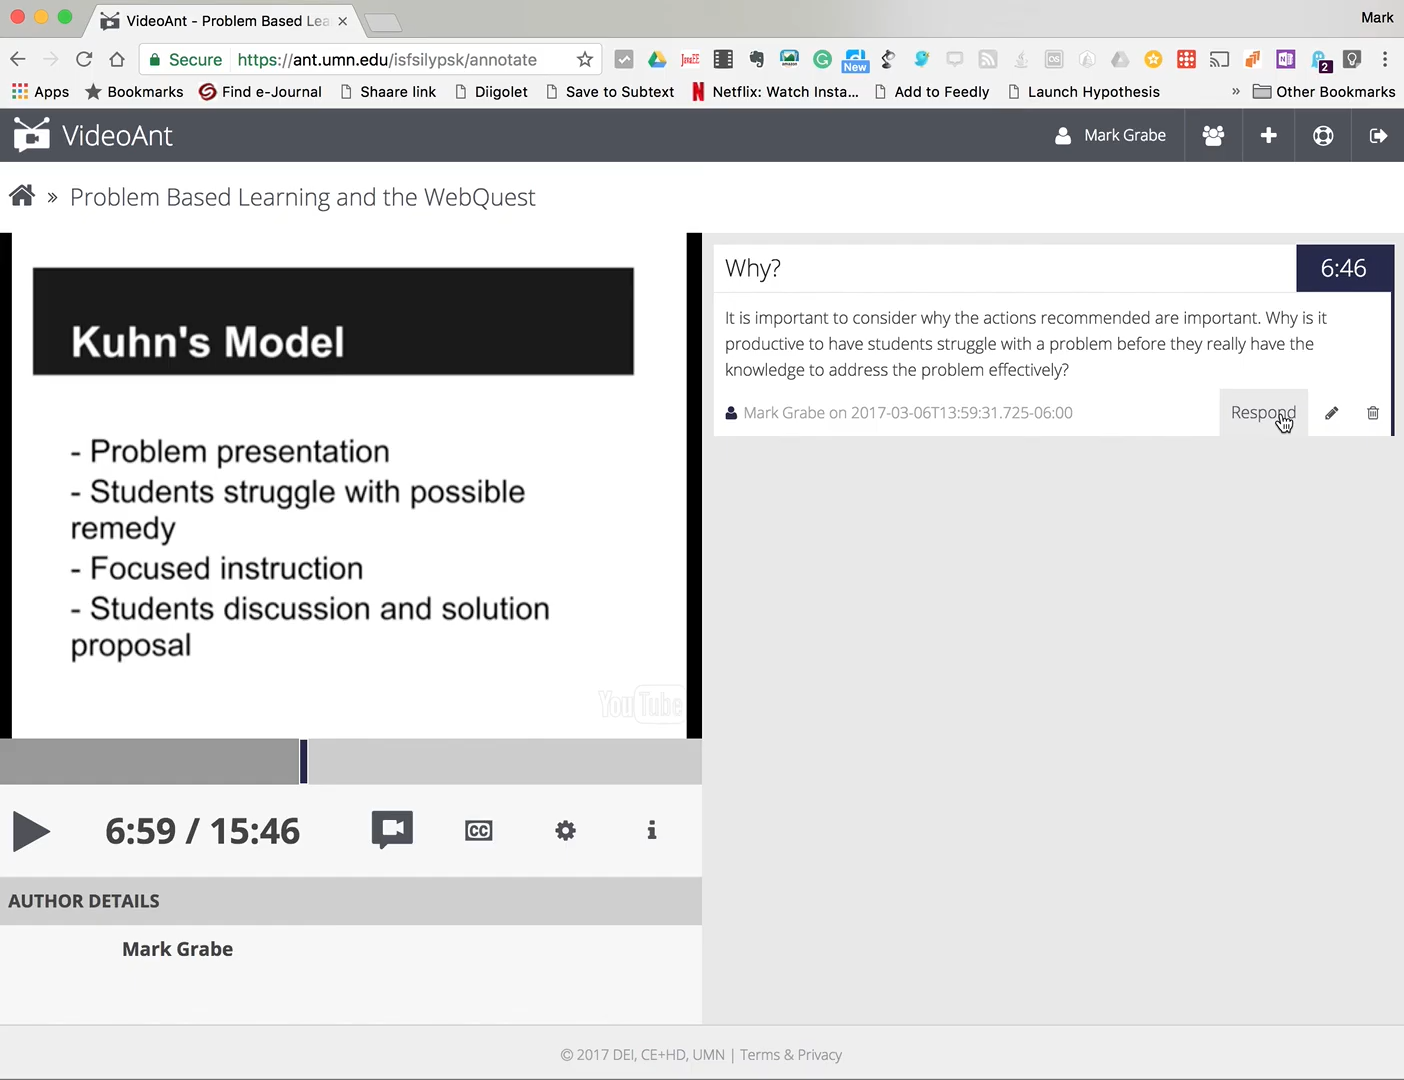 VideoAnt - Problem Based Lea
Mark
Secure https://ant.umn.edu/isfsilypsk/annotate
New
2
Apps Bookmarks Find e-Journal Shaare link Diigolet Save to Subtext Netflix: Watch Insta... Add to Feedly Launch Hypothesis » Other Bookmarks
VideoAnt
Mark Grabe
» Problem Based Learning and the WebQuest
Kuhn's Model
- Problem presentation
- Students struggle with possible
remedy
- Focused instruction
- Students discussion and solution
proposal
YouTube
6:59 / 15:46
CC
AUTHOR DETAILS
Mark Grabe
Why?
6:46
It is important to consider why the actions recommended are important. Why is it
productive to have students struggle with a problem before they really have the
knowledge to address the problem effectively?
Mark Grabe on 2017-03-06T13:59:31.725-06:00
Respond
© 2017 DEI, CE+HD, UMN | Terms & Privacy